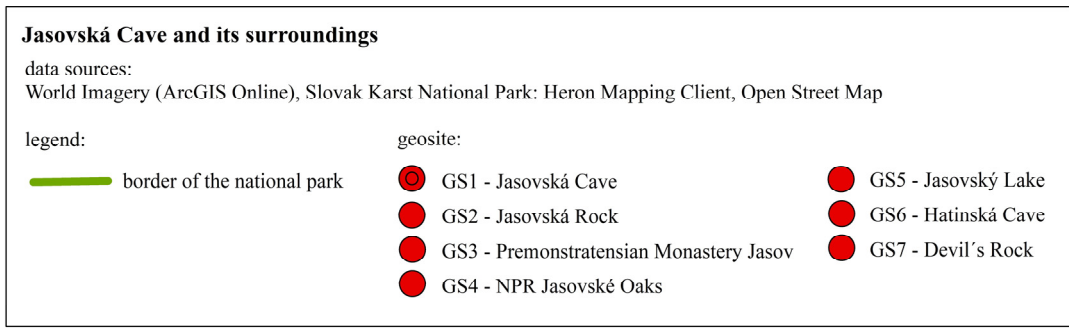 Jasovská Cave and its surroundings
data sources:
World Imagery (ArcGIS Online), Slovak Karst National Park: Heron Mapping Client, Open Street Map
legend:
border of the national park
geosite:
GS1 - Jasovská Cave
GS2 - Jasovská Rock
GS3 - Premonstratensian Monastery Jasov
GS4 - NPR Jasovské Oaks
GS5 - Jasovský Lake
GS6 - Hatinská Cave
GS7 - Devil´s Rock